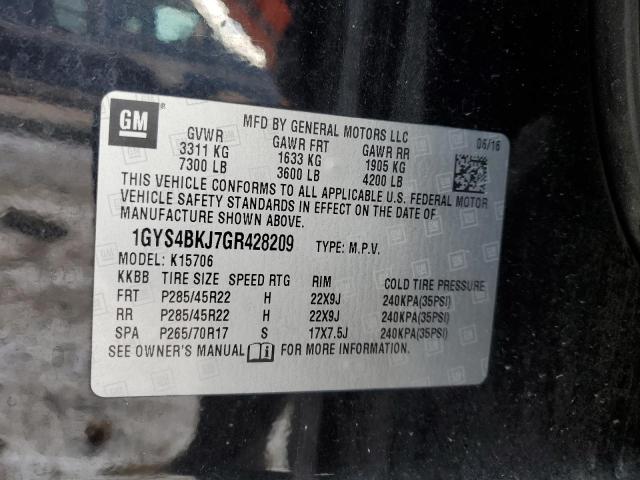 GM ®
MFD BY GENERAL MOTORS LLC
GVWR GAWR FRT GAWR RR 06/16
3311 KG 1633 KG 1905 KG
7300 LB 3600 LB 4200 LB
THIS VEHICLE CONFORMS TO ALL APPLICABLE U.S. FEDERAL MOTOR
VEHICLE SAFETY STANDARDS IN EFFECT ON THE DATE OF
MANUFACTURE SHOWN ABOVE.
1GYS4BKJ7GR428209 TYPE: M.P.V.
MODEL: K15706
KKBB TIRE SIZE SPEED RTG RIM COLD TIRE PRESSURE
FRT P285/45R22 H 22X9J 240KPA(35PSI)
RR P285/45R22 H 22X9J 240KPA(35PSI)
SPA P265/70R17 S 17X7.5J 240KPA(35PSI)
SEE OWNER'S MANUAL FOR MORE INFORMATION.